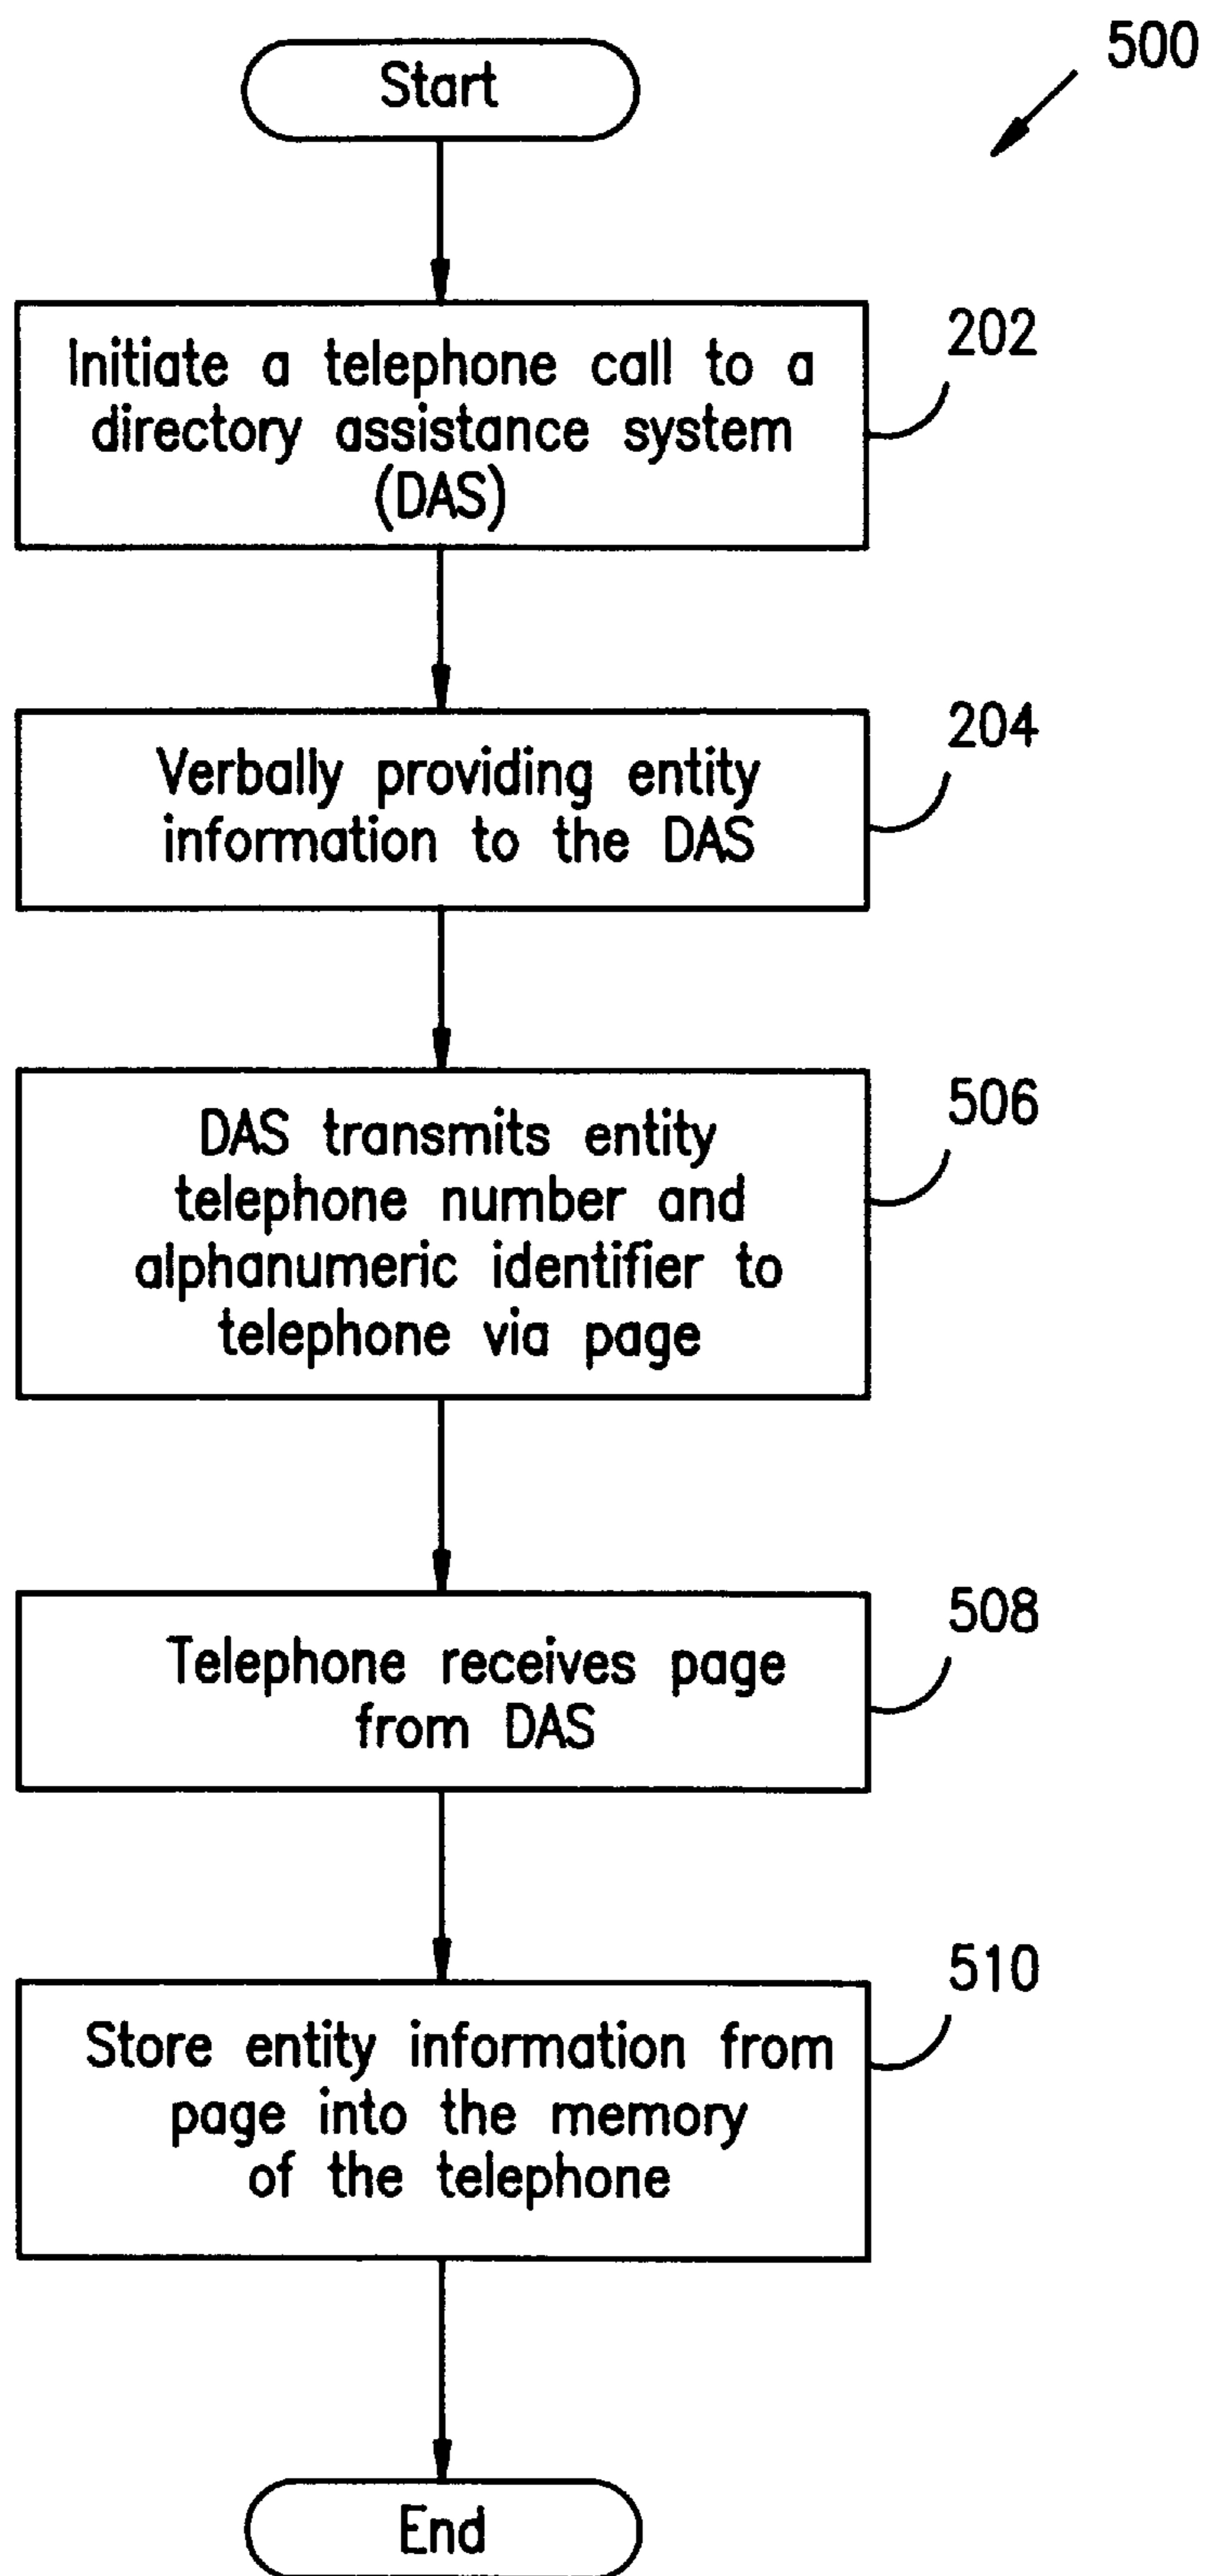 Start
500
Initiate a telephone call to a
directory assistance system
(DAS)
202
Verbally providing entity
information to the DAS
204
DAS transmits entity
telephone number and
alphanumeric identifier to
telephone via page
506
Telephone receives page
from DAS
508
Store entity information from
page into the memory
of the telephone
510
End